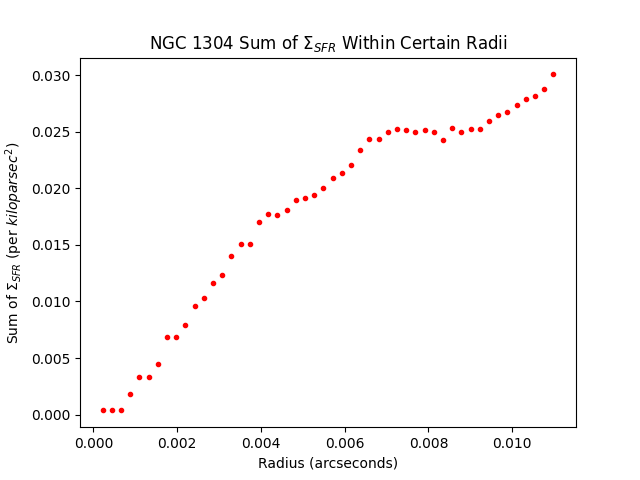 NGC 1304 Sum of Σ_SFR Within Certain Radii
Sum of Σ_SFR (per kiloparsec²)
0.030
0.025
0.020
0.015
0.010
0.005
0.000
0.000 0.002 0.004 0.006 0.008 0.010
Radius (arcseconds)